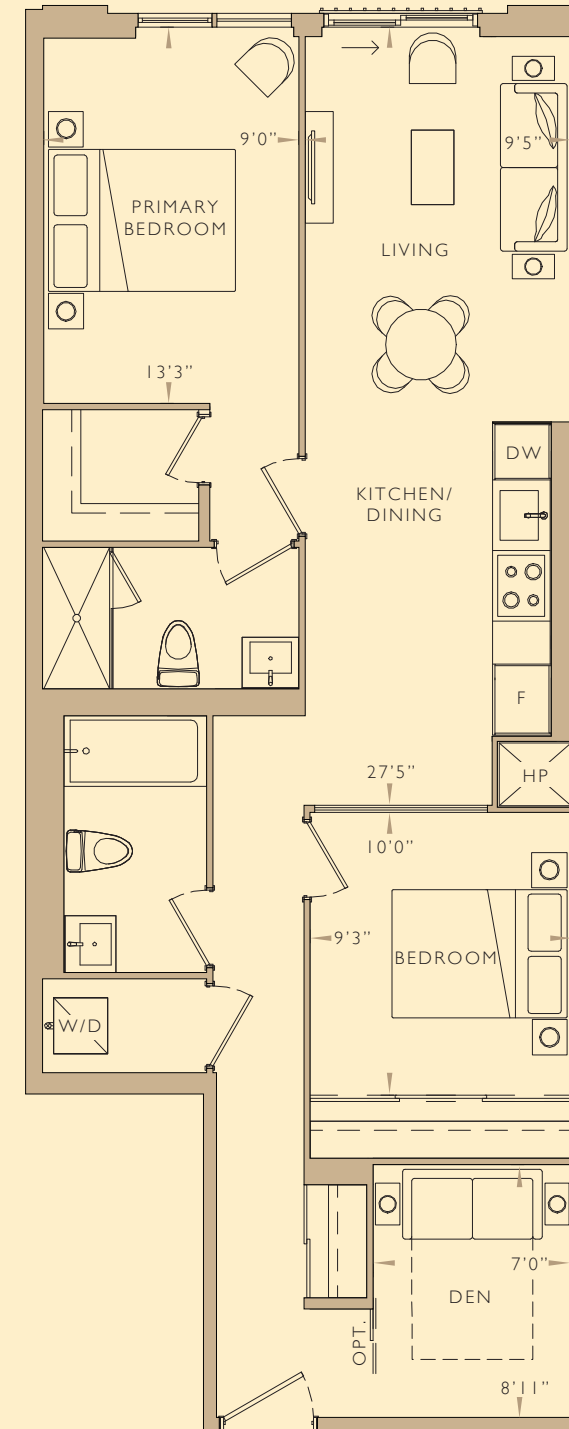 9'0"
9'5"
PRIMARY
BEDROOM
LIVING
13'3"
DW
KITCHEN/
DINING
F
27'5"
HP
10'0"
9'3"
BEDROOM
W/D
7'0"
DEN
OPT.
8'11"